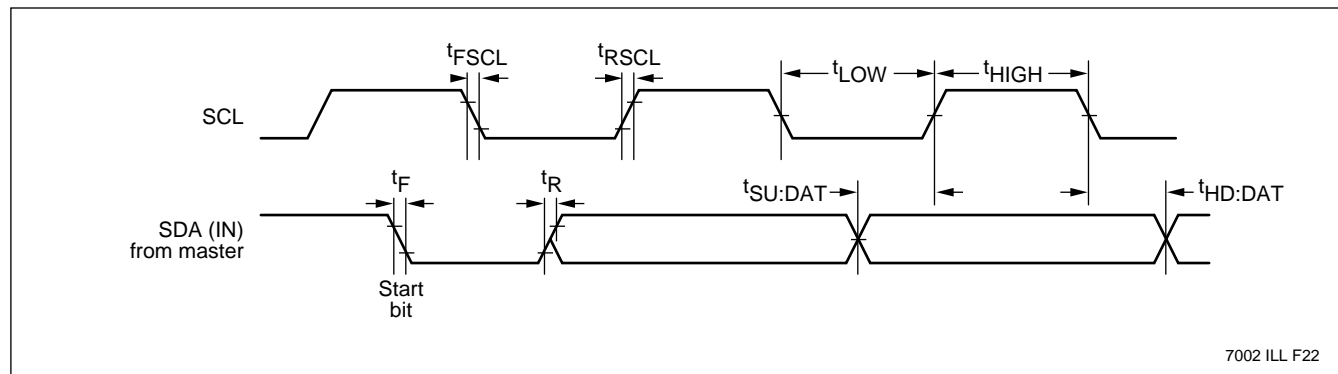 tFSCL
tRSCL
tLOW
tHIGH
SCL
tF
tR
tSU:DAT
tHD:DAT
SDA (IN)
from master
Start
bit
7002 ILL F22